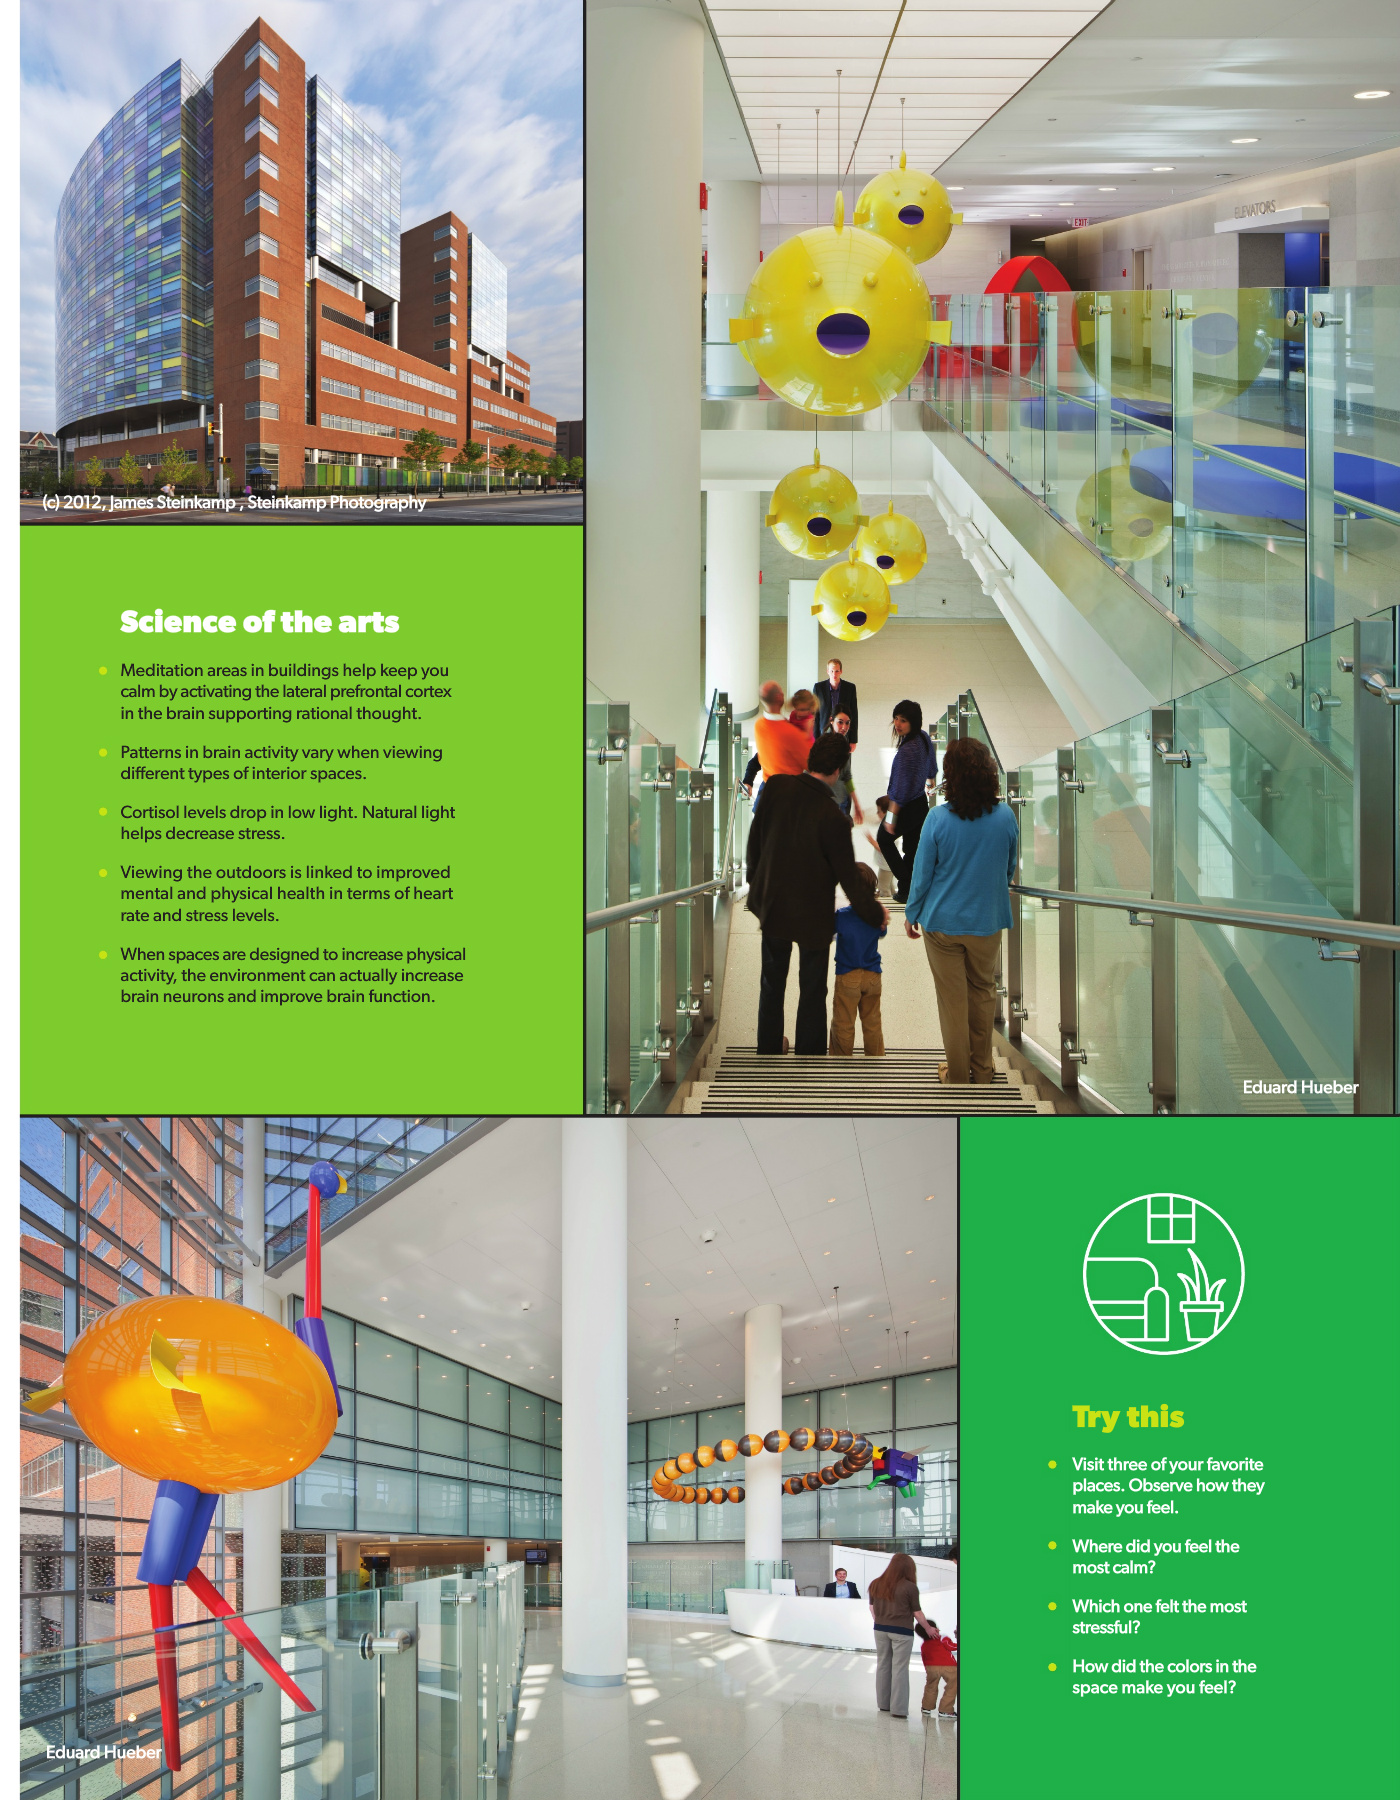 (c) 2012, James Steinkamp , Steinkamp Photography
ELEVATORS
EXIT
Eduard Hueber
Science of the arts
Meditation areas in buildings help keep you
calm by activating the lateral prefrontal cortex
in the brain supporting rational thought.
Patterns in brain activity vary when viewing
different types of interior spaces.
Cortisol levels drop in low light. Natural light
helps decrease stress.
Viewing the outdoors is linked to improved
mental and physical health in terms of heart
rate and stress levels.
When spaces are designed to increase physical
activity, the environment can actually increase
brain neurons and improve brain function.
Eduard Hueber
Try this
Visit three of your favorite
places. Observe how they
make you feel.
Where did you feel the
most calm?
Which one felt the most
stressful?
How did the colors in the
space make you feel?